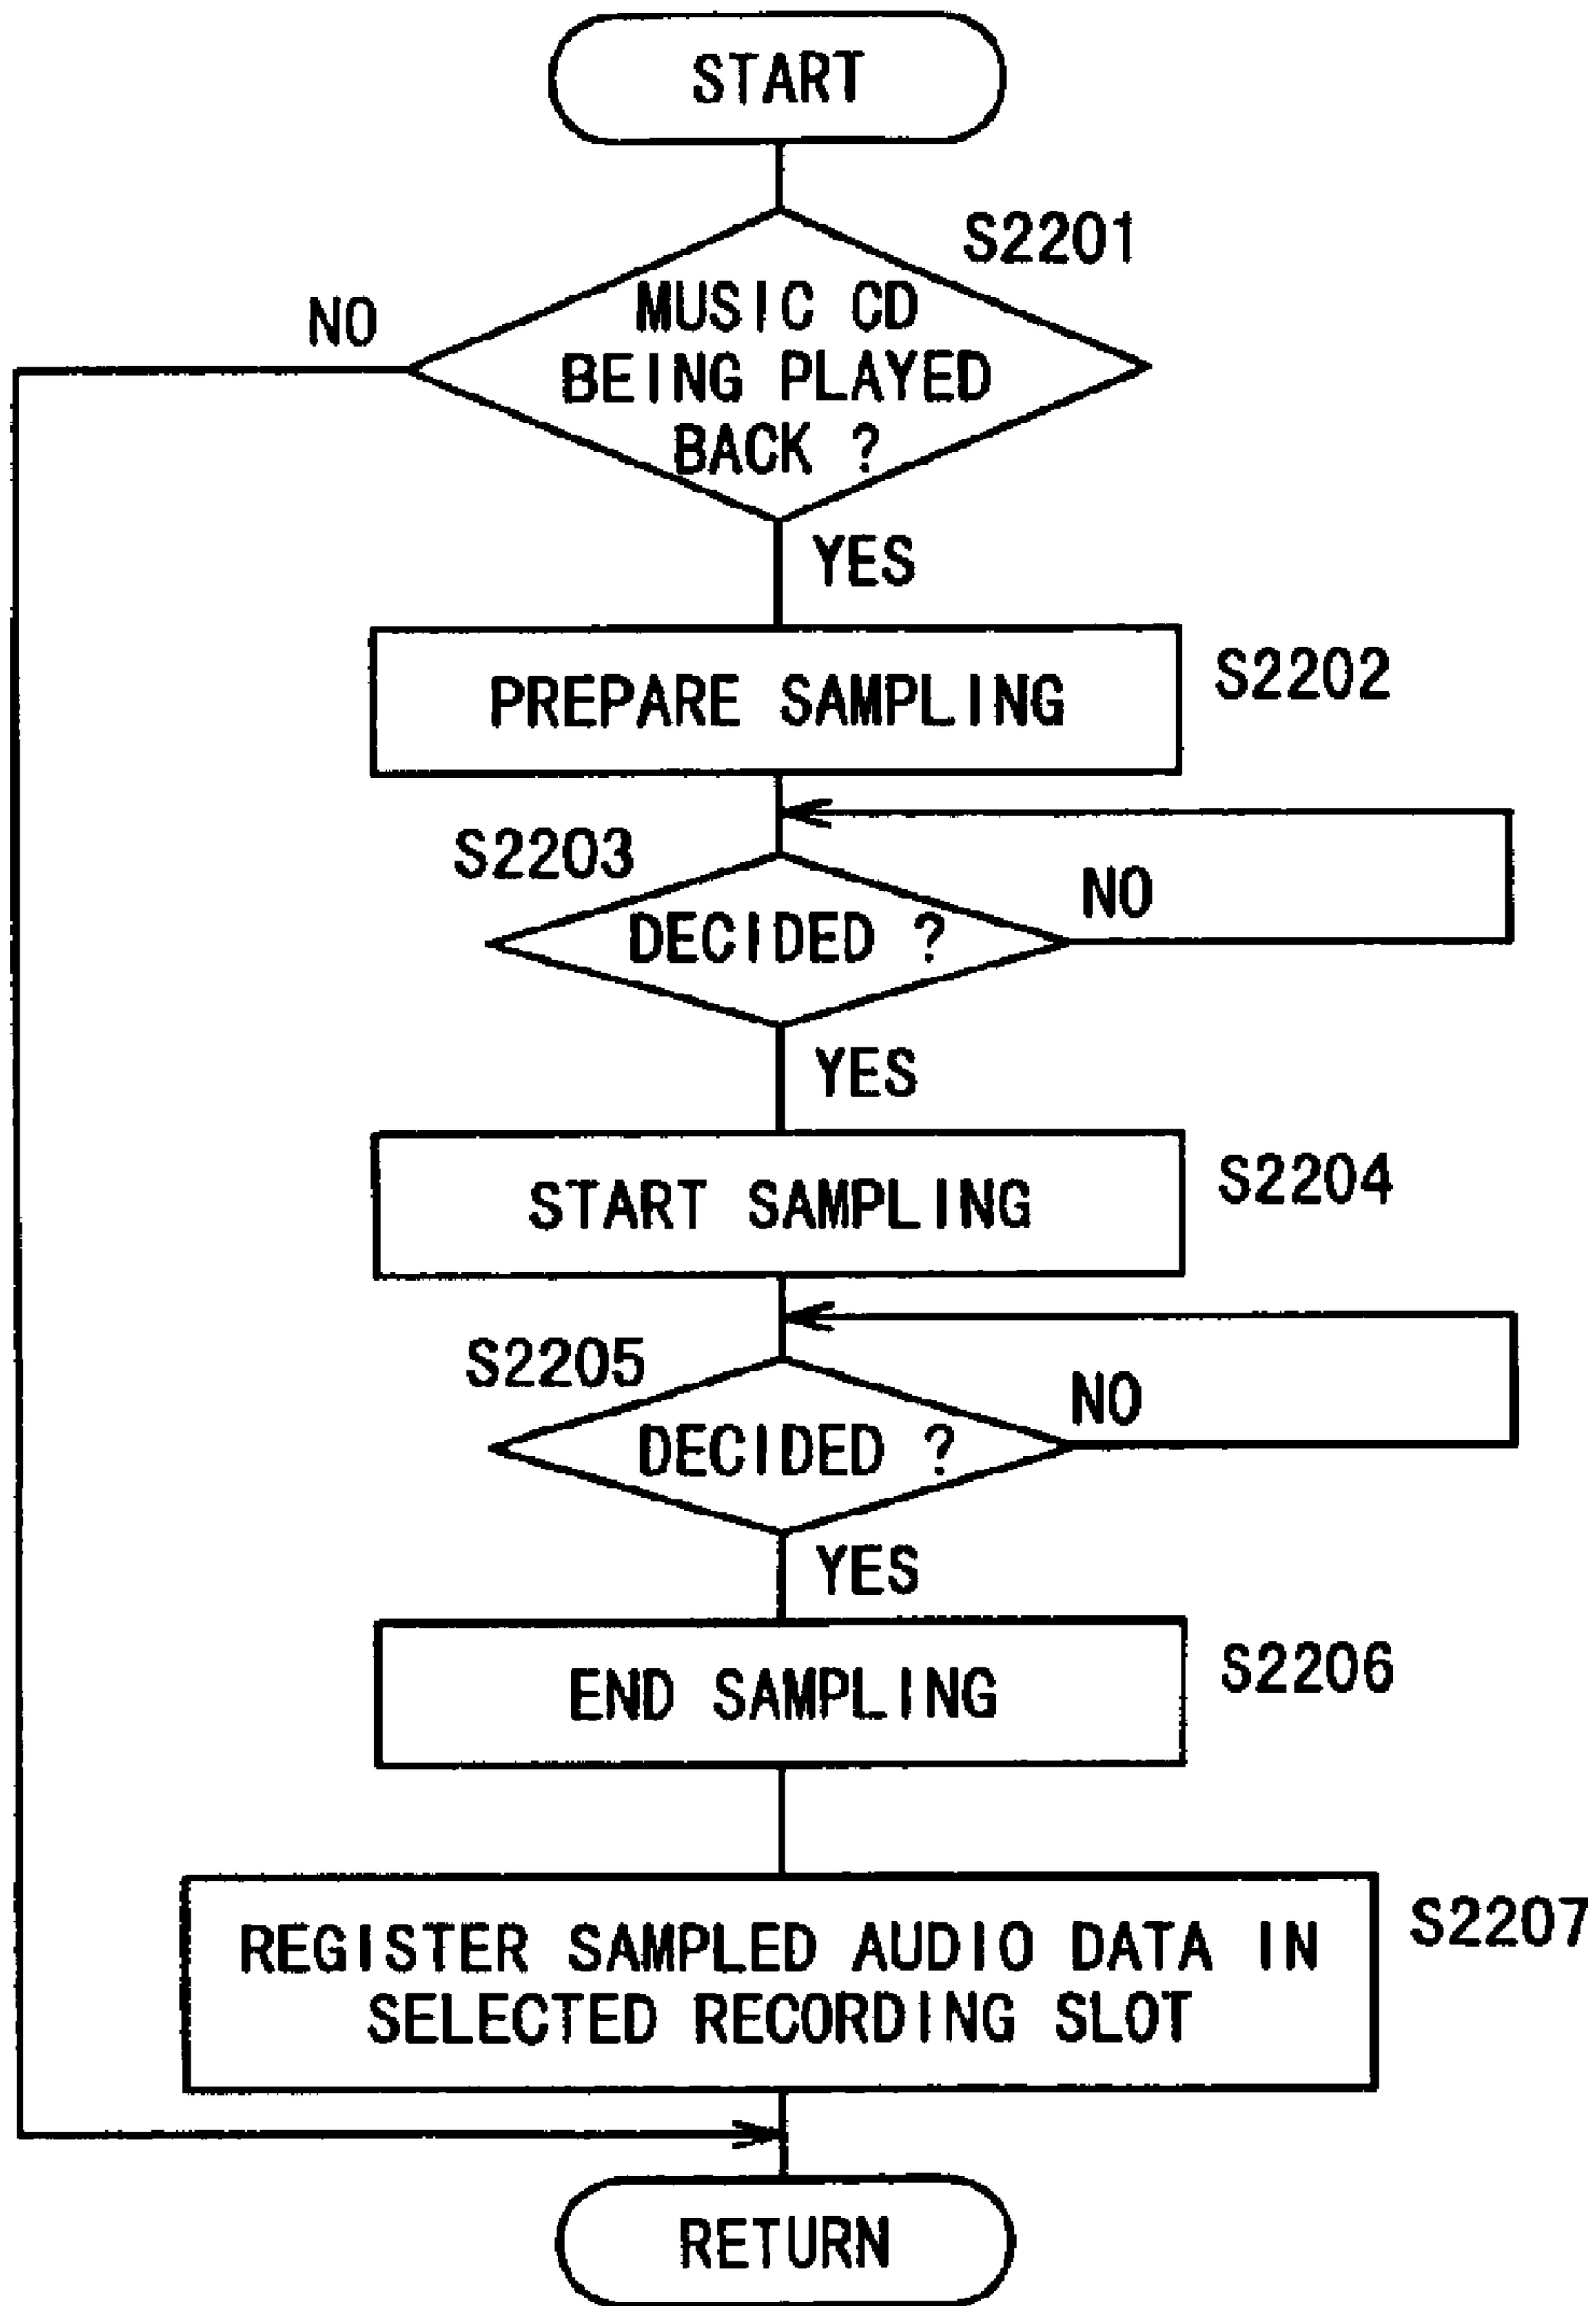 START
S2201
MUSIC CD
BEING PLAYED
BACK ?
NO
YES
PREPARE SAMPLING
S2202
S2203
DECIDED ?
NO
YES
START SAMPLING
S2204
S2205
DECIDED ?
NO
YES
END SAMPLING
S2206
REGISTER SAMPLED AUDIO DATA IN
SELECTED RECORDING SLOT
S2207
RETURN